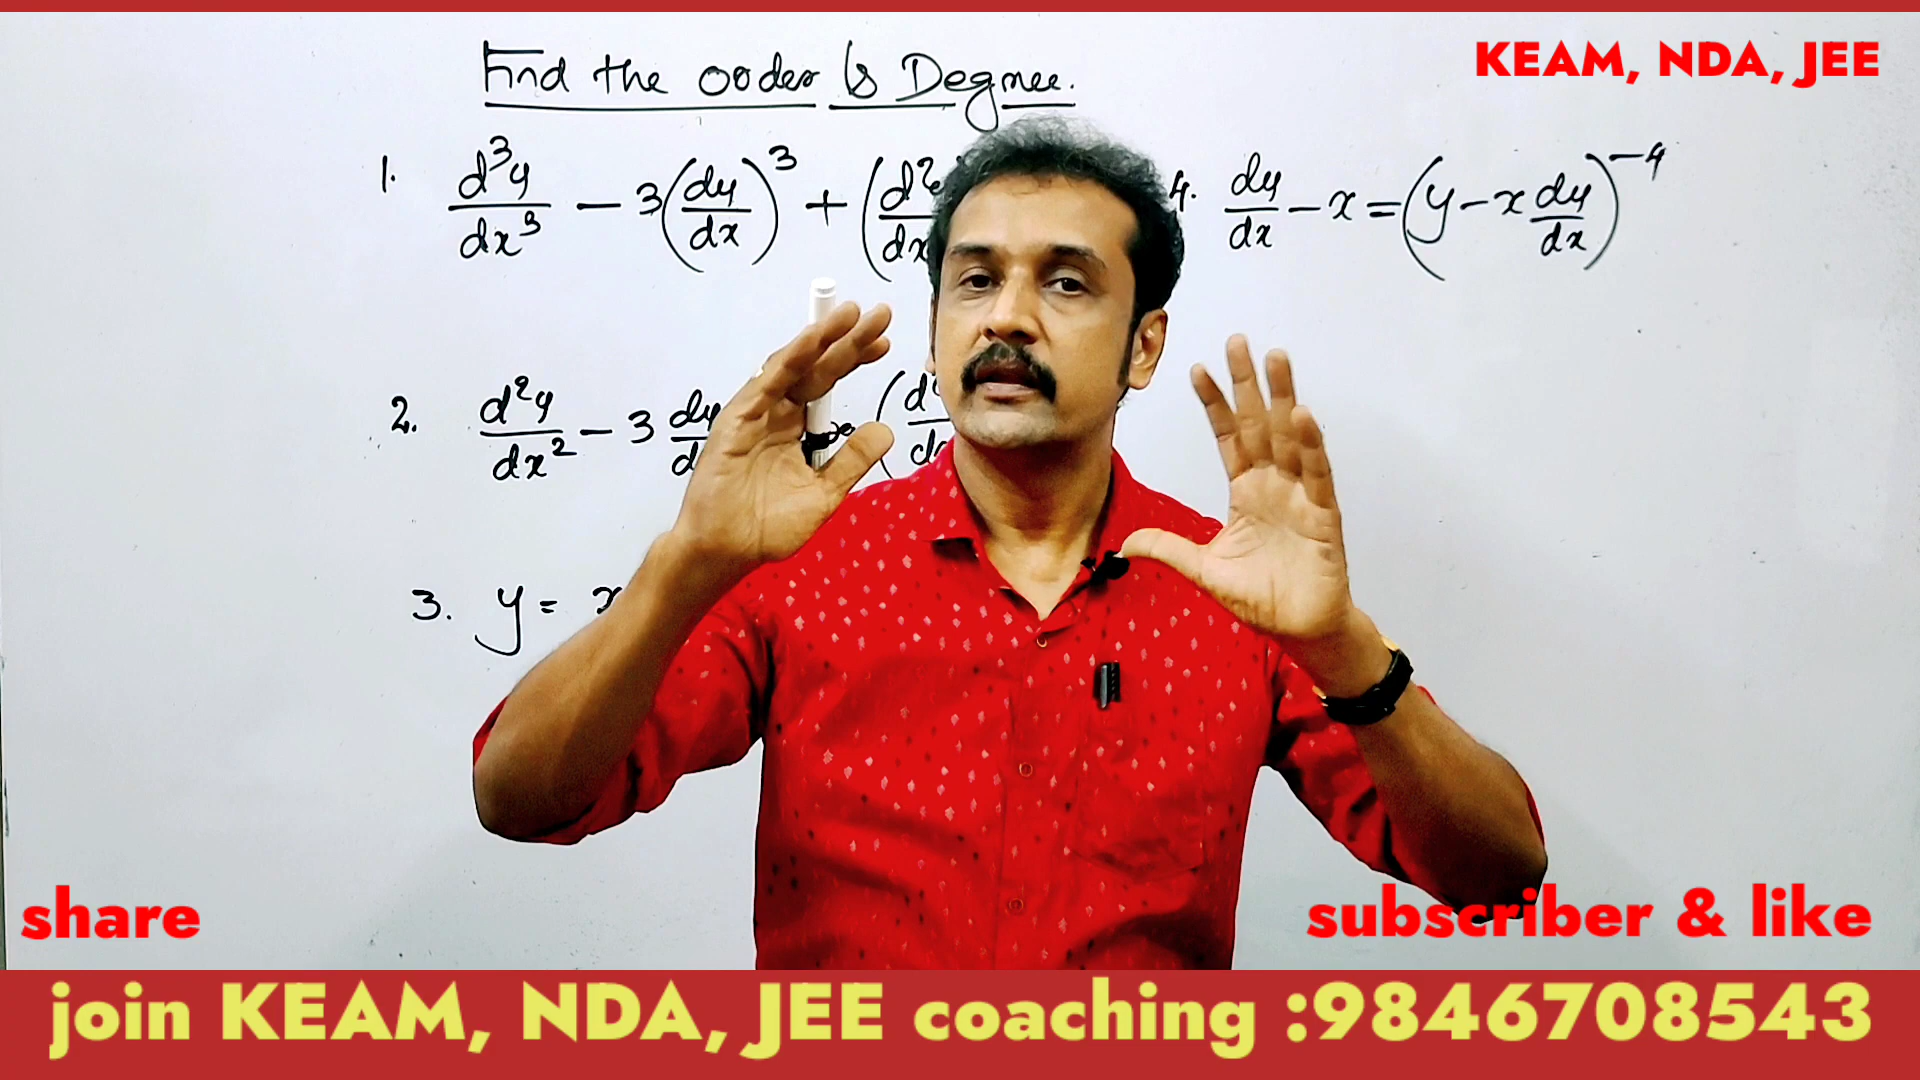 KEAM, NDA, JEE
Find the order & Degree.
1. d³y/dx³ − 3(dy/dx)³ + (d²
4. dy/dx − x = (y − x dy/dx)⁻⁴
2. d²y/dx² − 3 dy
3. y = x
share
subscriber & like
join KEAM, NDA, JEE coaching :9846708543